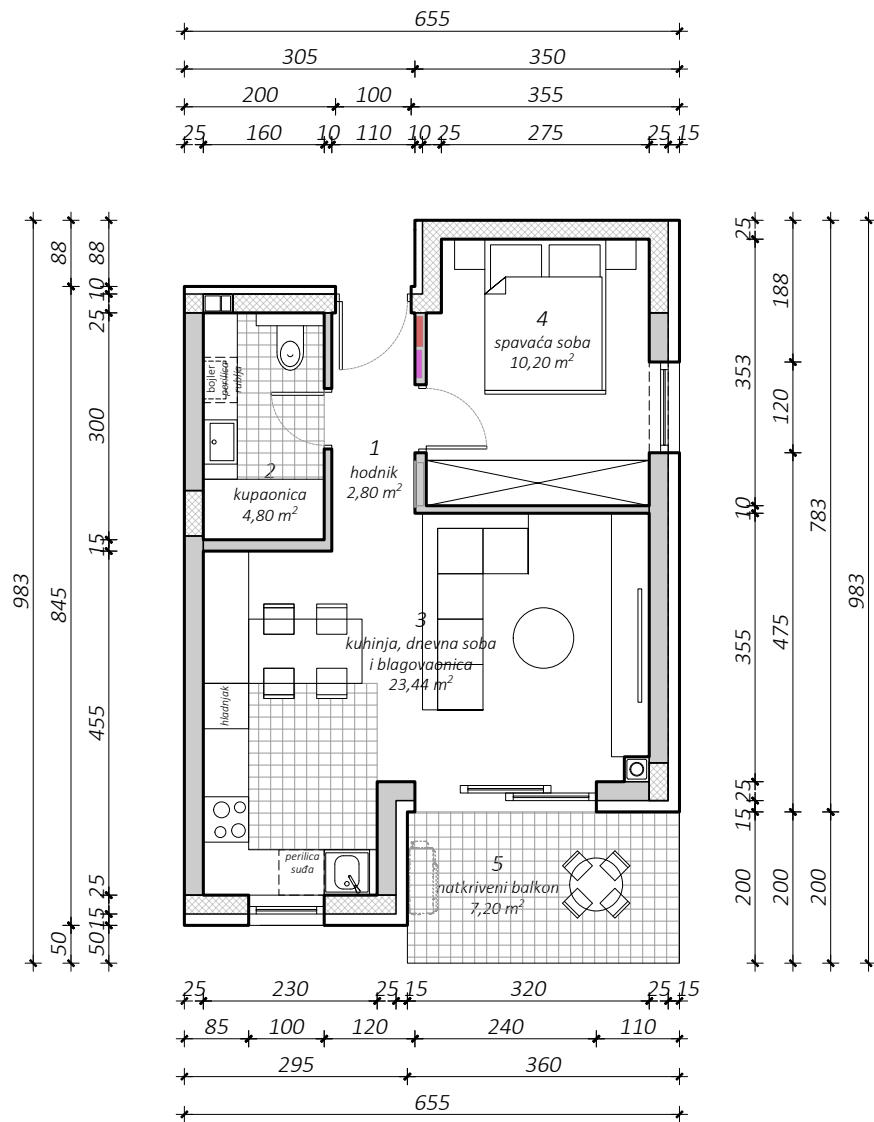 655
305 350
200 100 355
25 160 10 110 10 25 275 25 15
88
88
10
25
300
15
455
25
15
50
845
50
983
25
353
10
355
25
15
200
188
120
475
200
783
200
983
4
spavaća soba
10,20 m²
bojler
perilica
rublja
1
hodnik
2,80 m²
2
kupaonica
4,80 m²
3
kuhinja, dnevna soba
i blagovaonica
23,44 m²
hladnjak
perilica
suđa
5
natkriveni balkon
7,20 m²
25 230 25 15 320 25 15
85 100 120 240 110
295 360
655